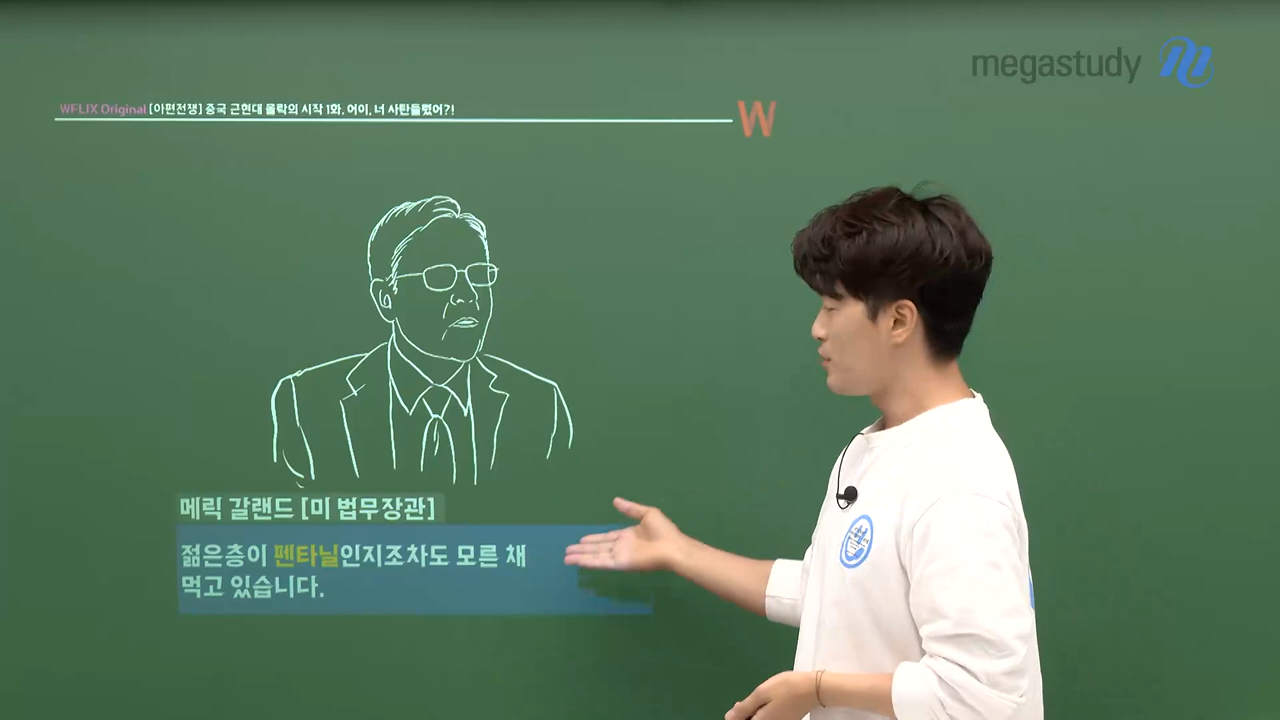 megastudy
WFLIX Original [아편전쟁] 중국 근현대 몰락의 시작 1화. 어이, 너 사탄들렸어?!
W
메릭 갈랜드 [미 법무장관]
젊은층이 펜타닐인지조차도 모른 채
먹고 있습니다.